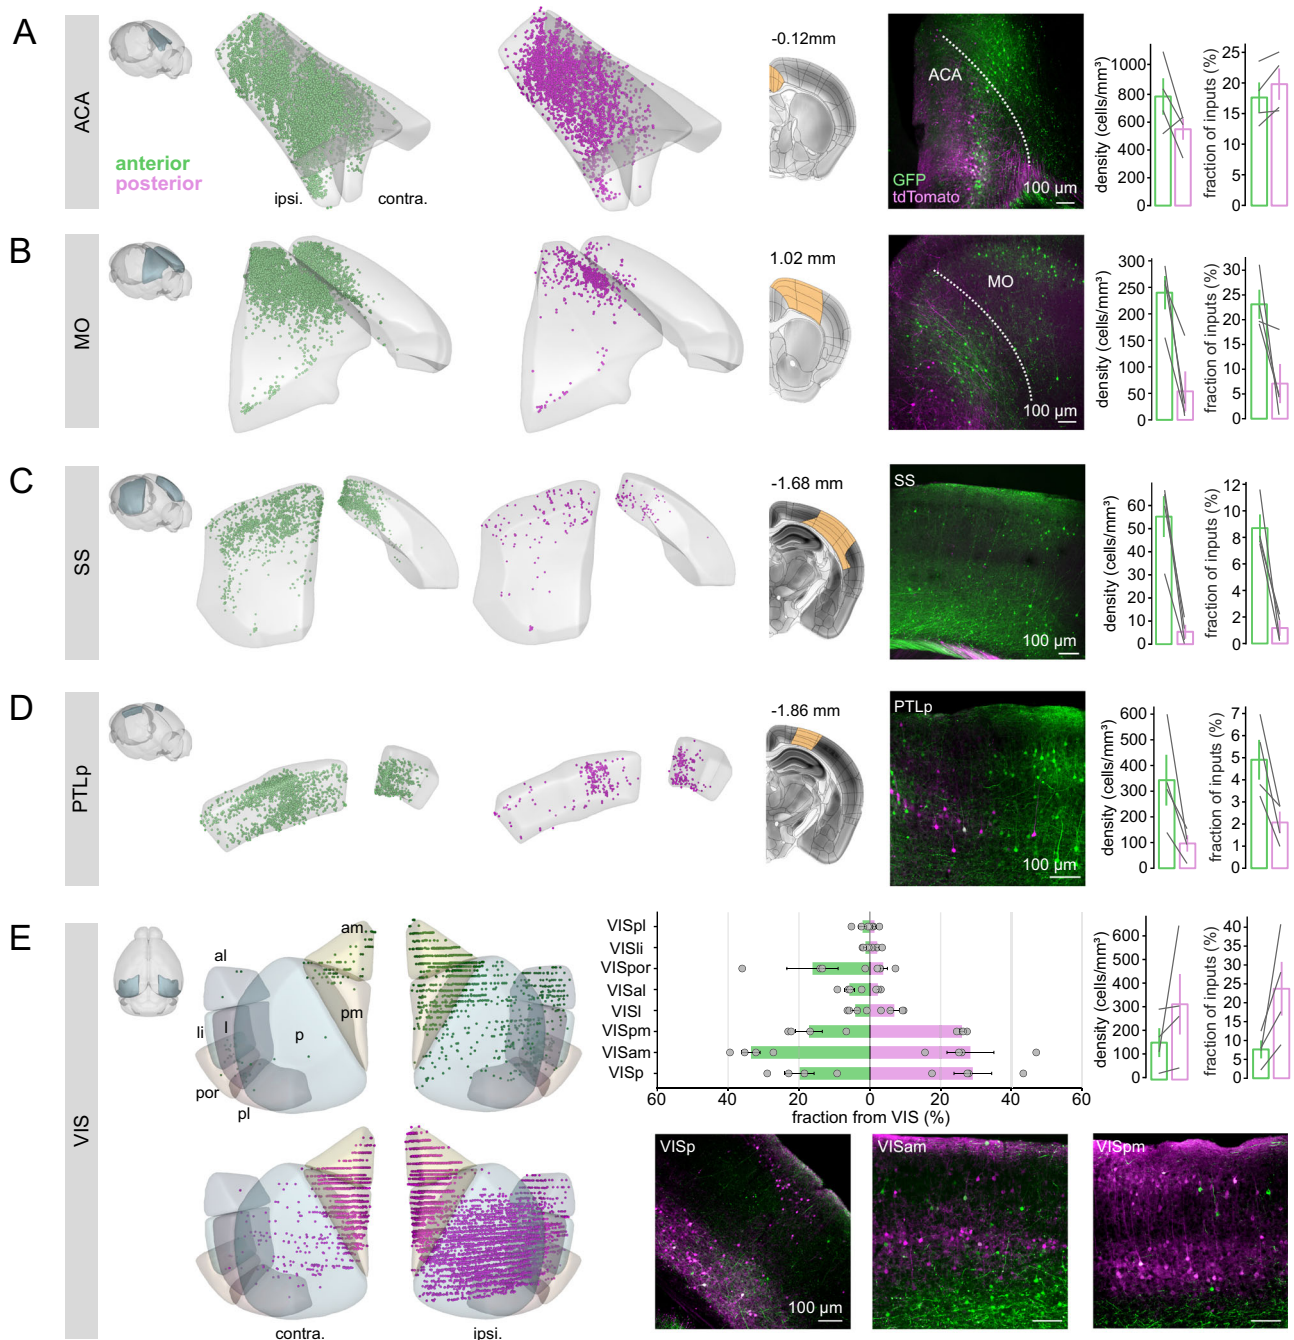 A
ACA
anterior
posterior
ipsi.
contra.
-0.12mm
ACA
GFP
tdTomato
100 µm
density (cells/mm³)
1000
800
600
400
200
0
fraction of inputs (%)
25
20
15
10
5
0
B
MO
1.02 mm
MO
100 µm
density (cells/mm³)
300
250
200
150
100
50
0
fraction of inputs (%)
30
25
20
15
10
5
0
C
SS
-1.68 mm
SS
100 µm
density (cells/mm³)
60
50
40
30
20
10
0
fraction of inputs (%)
12
10
8
6
4
2
0
D
PTLp
-1.86 mm
PTLp
100 µm
density (cells/mm³)
600
500
400
300
200
100
0
fraction of inputs (%)
7
6
5
4
3
2
1
0
E
VIS
am
al
pm
li
l
p
por
pl
contra.
ipsi.
VISpl
VISli
VISpor
VISal
VISl
VISpm
VISam
VISp
60
40
20
0
20
40
60
fraction from VIS (%)
density (cells/mm³)
600
500
400
300
200
100
0
fraction of inputs (%)
40
35
30
25
20
15
10
5
0
VISp
100 µm
VISam
VISpm